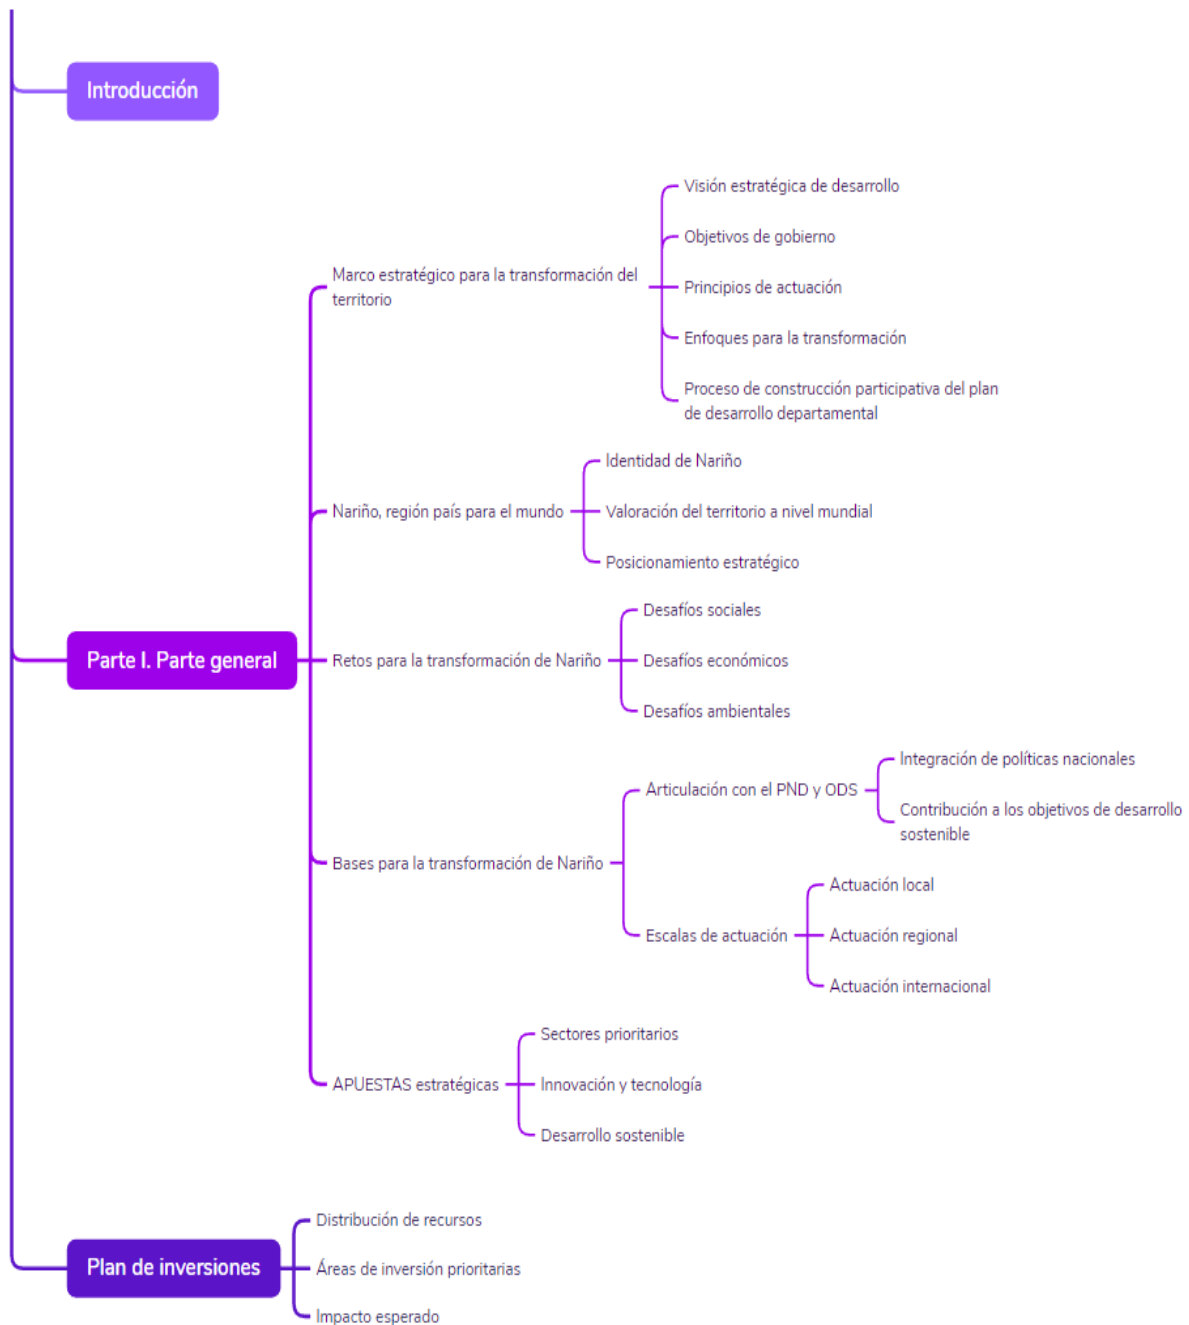 Introducción
Parte I. Parte general
Marco estratégico para la transformación del
territorio
Visión estratégica de desarrollo
Objetivos de gobierno
Principios de actuación
Enfoques para la transformación
Proceso de construcción participativa del plan
de desarrollo departamental
Nariño, región país para el mundo
Identidad de Nariño
Valoración del territorio a nivel mundial
Posicionamiento estratégico
Retos para la transformación de Nariño
Desafíos sociales
Desafíos económicos
Desafíos ambientales
Bases para la transformación de Nariño
Articulación con el PND y ODS
Integración de políticas nacionales
Contribución a los objetivos de desarrollo
sostenible
Escalas de actuación
Actuación local
Actuación regional
Actuación internacional
APUESTAS estratégicas
Sectores prioritarios
Innovación y tecnología
Desarrollo sostenible
Plan de inversiones
Distribución de recursos
Áreas de inversión prioritarias
Impacto esperado